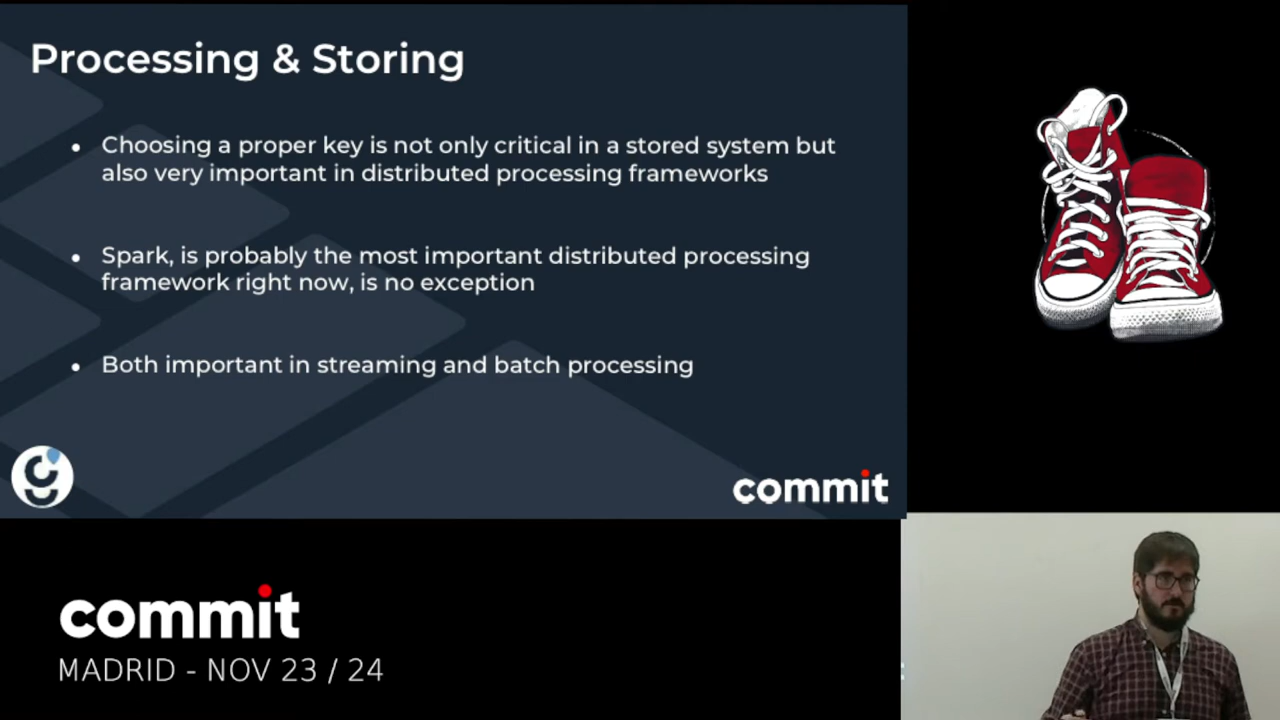 Processing & Storing
• Choosing a proper key is not only critical in a stored system but
also very important in distributed processing frameworks
• Spark, is probably the most important distributed processing
framework right now, is no exception
• Both important in streaming and batch processing
commit
commit
MADRID - NOV 23 / 24